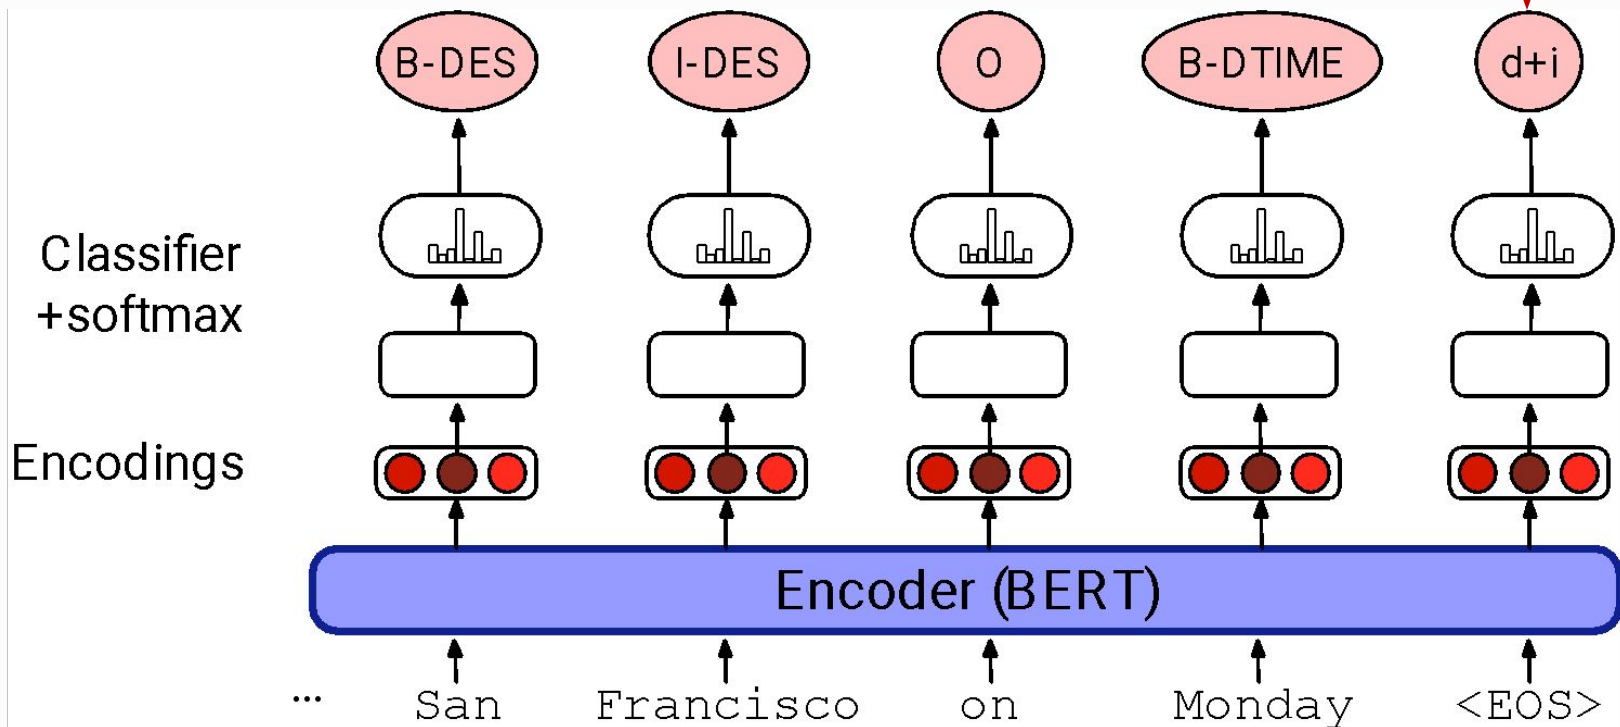 B-DES I-DES O B-DTIME d+i
Classifier
+softmax
Encodings
Encoder (BERT)
... San Francisco on Monday <EOS>